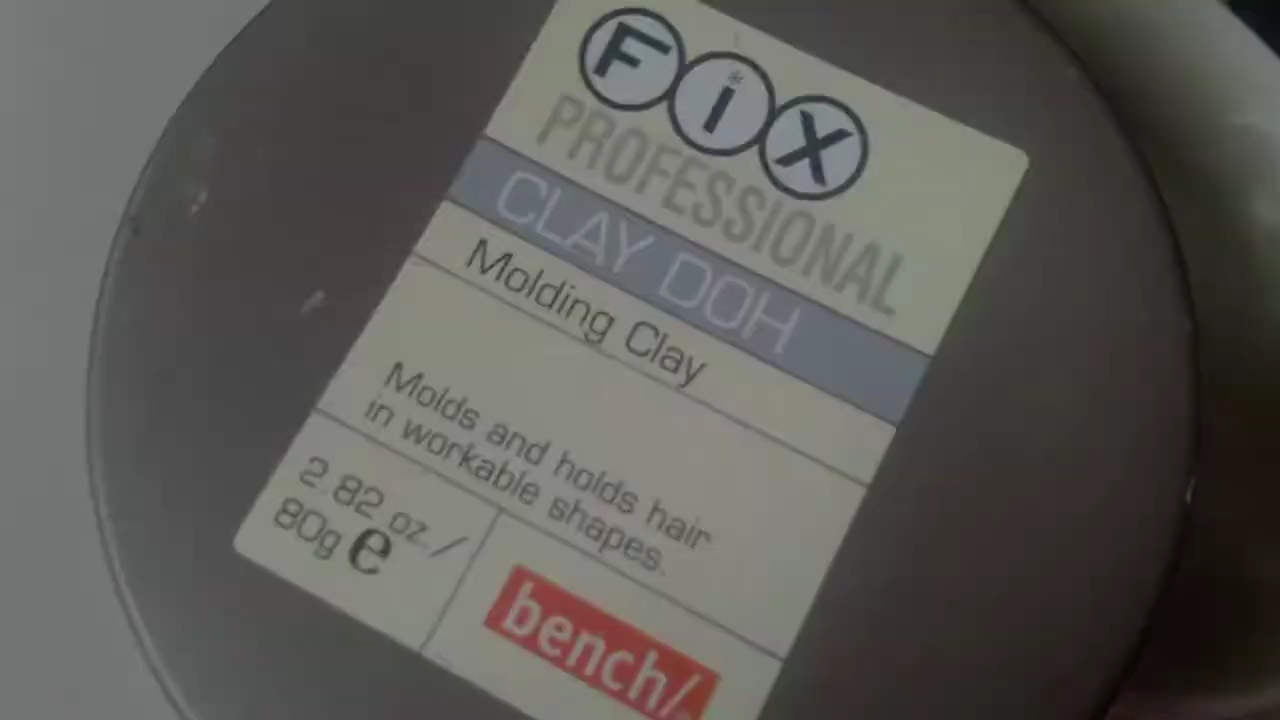 FiX
PROFESSIONAL
CLAY DOH
Molding Clay
Molds and holds hair
in workable shapes.
2.82 oz./
80g e
bench/.